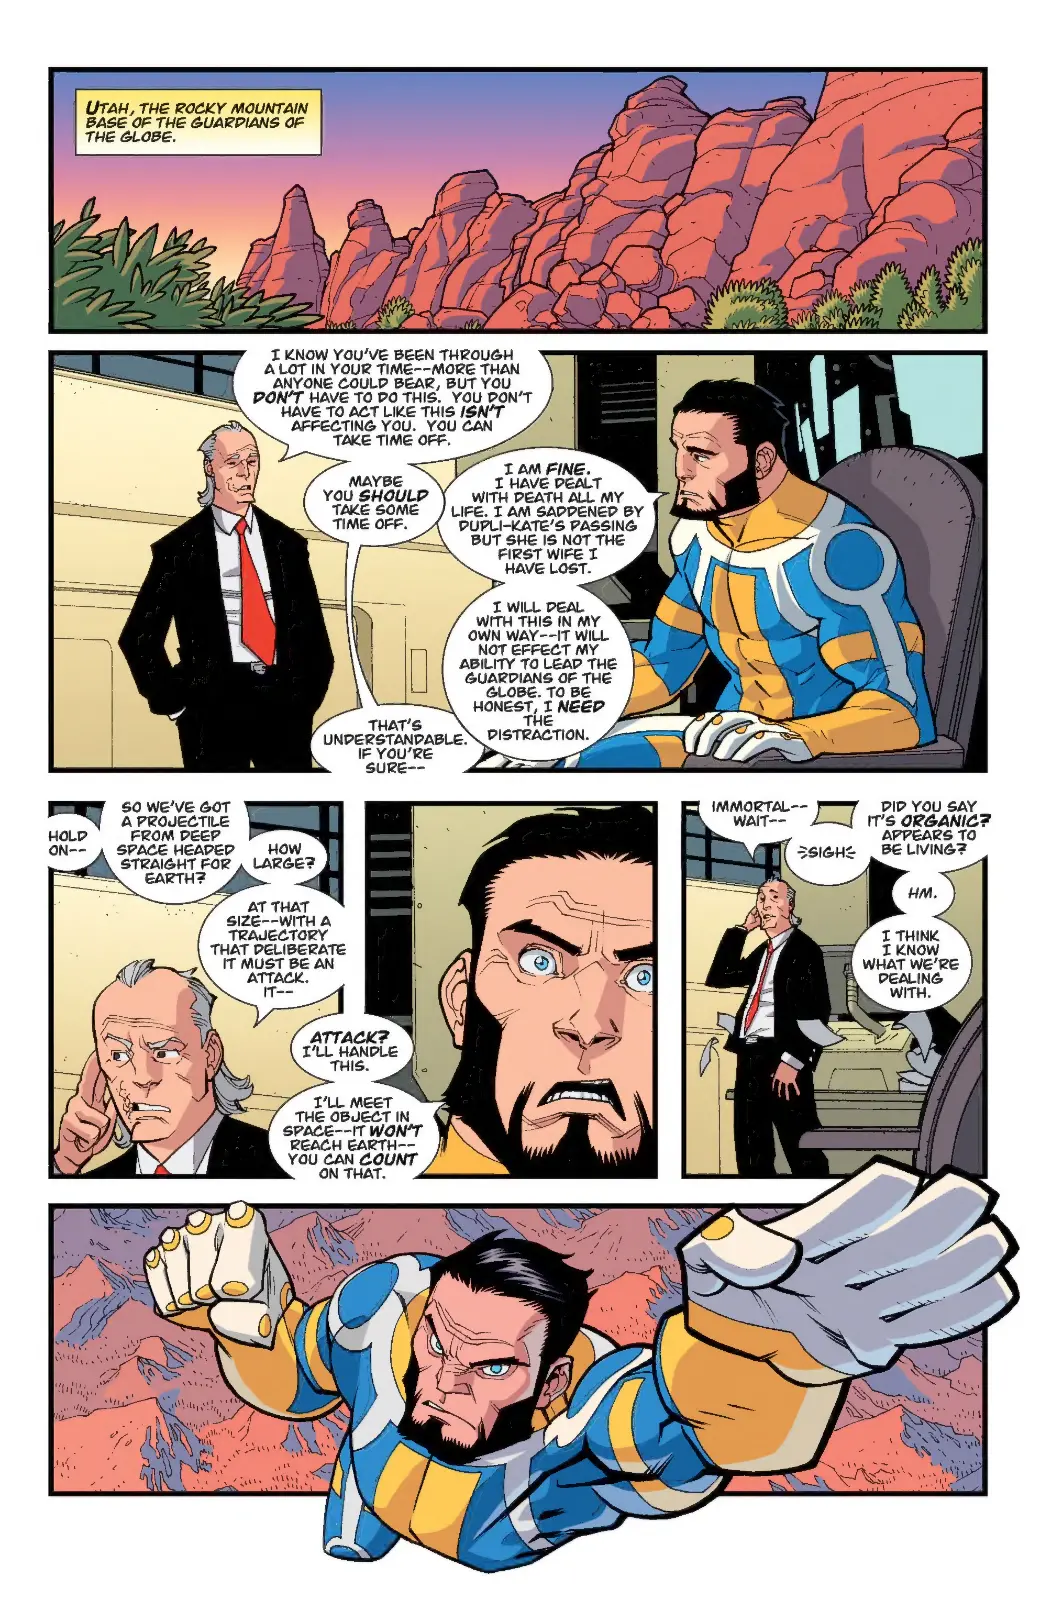 UTAH, THE ROCKY MOUNTAIN
BASE OF THE GUARDIANS OF
THE GLOBE.
I KNOW YOU'VE BEEN THROUGH
A LOT IN YOUR TIME--MORE THAN
ANYONE COULD BEAR, BUT YOU
DON'T HAVE TO DO THIS. YOU DON'T
HAVE TO ACT LIKE THIS ISN'T
AFFECTING YOU. YOU CAN
TAKE TIME OFF.
MAYBE
YOU SHOULD
TAKE SOME
TIME OFF.
I AM FINE.
I HAVE DEALT
WITH DEATH ALL MY
LIFE. I AM SADDENED BY
DUPLI-KATE'S PASSING
BUT SHE IS NOT THE
FIRST WIFE I
HAVE LOST.
I WILL DEAL
WITH THIS IN MY
OWN WAY--IT WILL
NOT EFFECT MY
ABILITY TO LEAD THE
GUARDIANS OF THE
GLOBE. TO BE
HONEST, I NEED
THE
DISTRACTION.
THAT'S
UNDERSTANDABLE.
IF YOU'RE
SURE--
HOLD
ON--
SO WE'VE GOT
A PROJECTILE
FROM DEEP
SPACE HEADED
STRAIGHT FOR
EARTH?
HOW
LARGE?
AT THAT
SIZE--WITH A
TRAJECTORY
THAT DELIBERATE
IT MUST BE AN
ATTACK.
IT--
ATTACK?
I'LL HANDLE
THIS.
I'LL MEET
THE OBJECT IN
SPACE--IT WON'T
REACH EARTH--
YOU CAN COUNT
ON THAT.
IMMORTAL--
WAIT--
SIGH
DID YOU SAY
IT'S ORGANIC?
APPEARS TO
BE LIVING?
HM.
I THINK
I KNOW
WHAT WE'RE
DEALING
WITH.